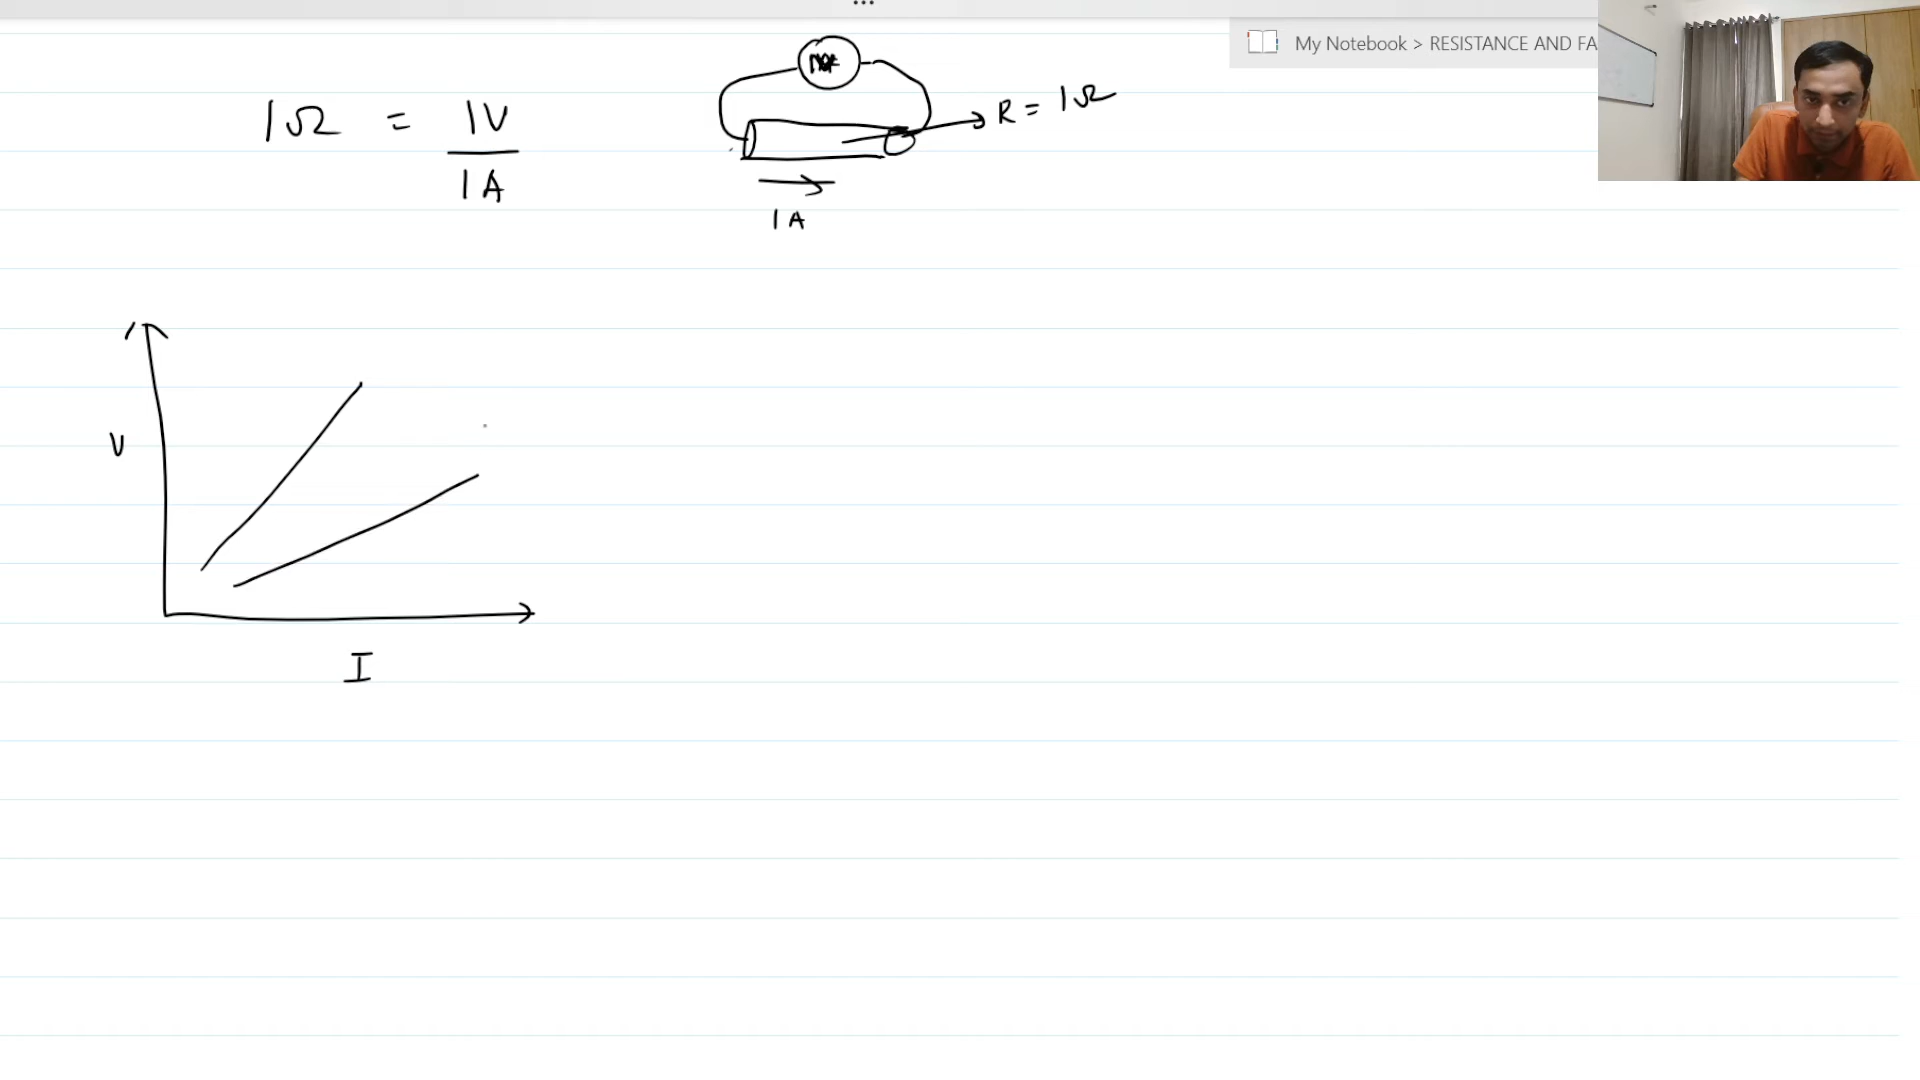 My Notebook > RESISTANCE AND FA
1Ω = 1V
1A
R = 1Ω
1A
V
I